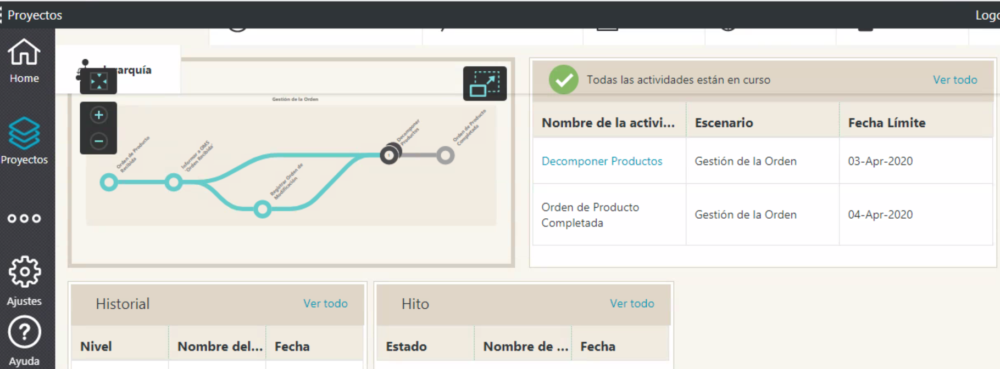 Proyectos
Logo
Home
Proyectos
Ajustes
Ayuda
arquía
Gestión de la Orden
Orden de Producto
Recibida
Informar a OMS
'Orden Recibida'
Registrar Orden de
Modificación
Decomponer
Productos
1
Orden de Producto
Completada
Todas las actividades están en curso
Ver todo
Nombre de la activi...
Escenario
Fecha Límite
Decomponer Productos
Gestión de la Orden
03-Apr-2020
Orden de Producto
Completada
Gestión de la Orden
04-Apr-2020
Historial
Ver todo
Nivel
Nombre del...
Fecha
Hito
Ver todo
Estado
Nombre de ...
Fecha